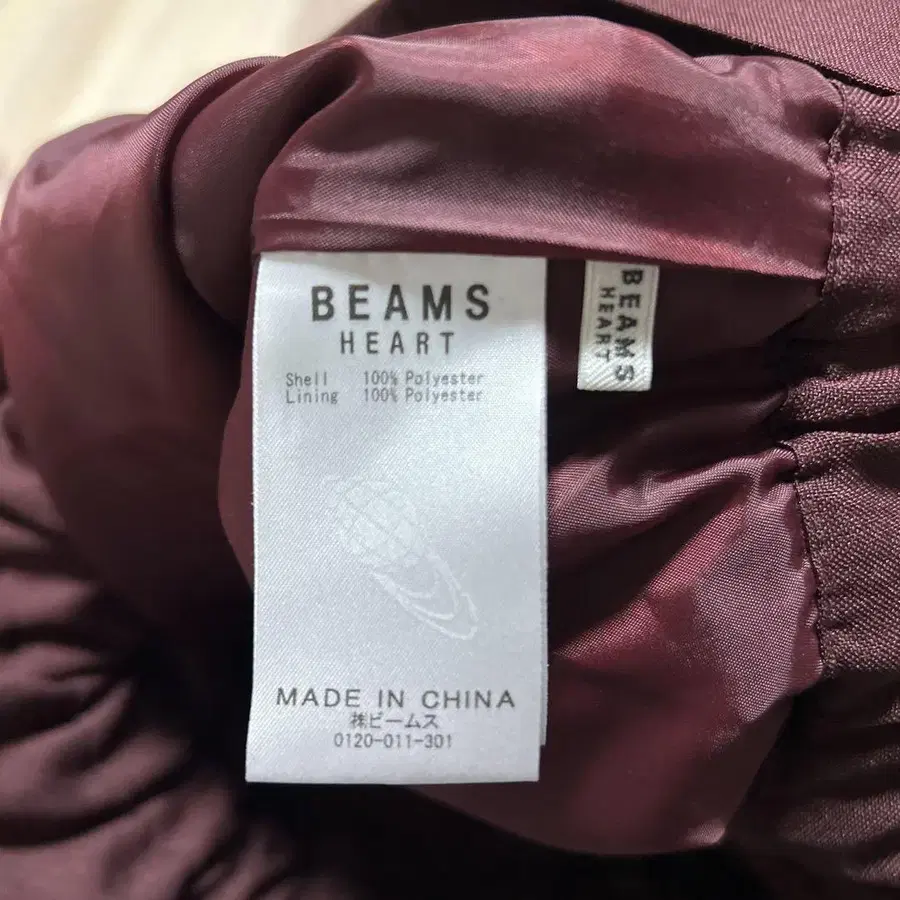 BEAMS
HEART
Shell 100% Polyester
Lining 100% Polyester
MADE IN CHINA
㈱ビームス
0120-011-301
BEAMS
HEART